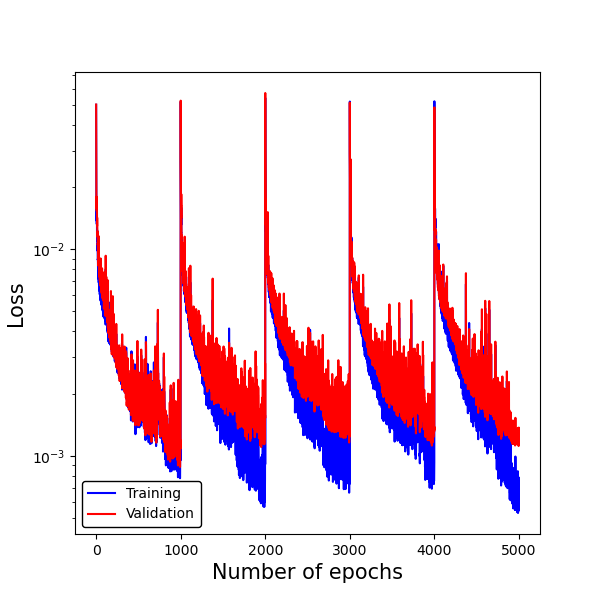 Loss
10⁻²
10⁻³
Training
Validation
0 1000 2000 3000 4000 5000
Number of epochs